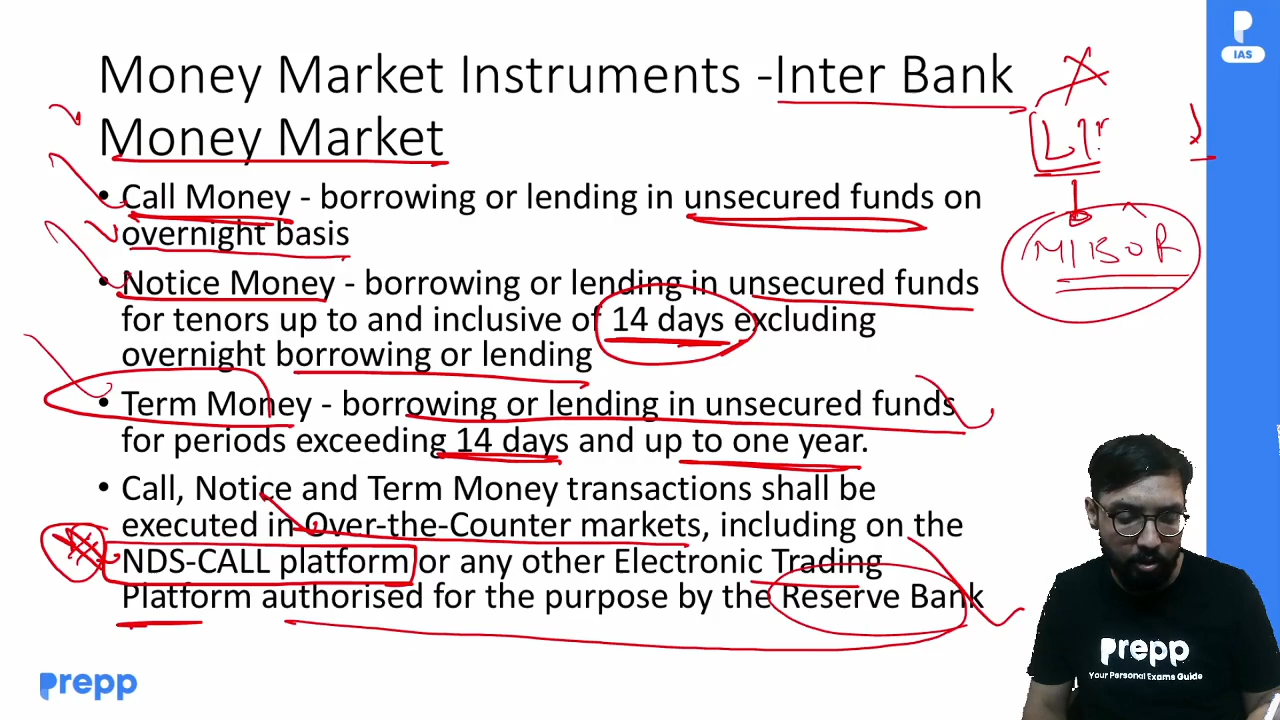 Money Market Instruments -Inter Bank
Money Market
• Call Money - borrowing or lending in unsecured funds on
overnight basis
• Notice Money - borrowing or lending in unsecured funds
for tenors up to and inclusive of 14 days excluding
overnight borrowing or lending
• Term Money - borrowing or lending in unsecured funds
for periods exceeding 14 days and up to one year.
• Call, Notice and Term Money transactions shall be
executed in Over-the-Counter markets, including on the
NDS-CALL platform or any other Electronic Trading
Platform authorised for the purpose by the Reserve Bank
MIBOR
IAS
prepp
Your Personal Exams Guide
prepp